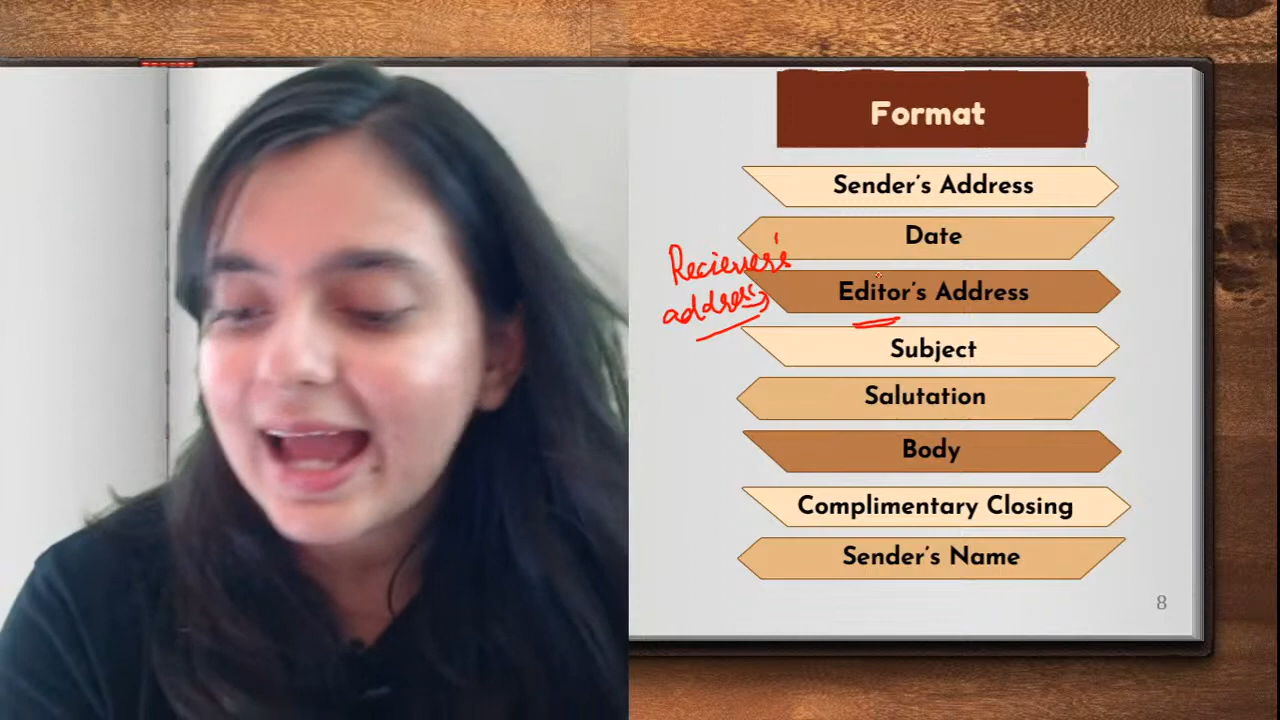 Format
Sender's Address
Date
Reciever's
address
Editor's Address
Subject
Salutation
Body
Complimentary Closing
Sender's Name
8